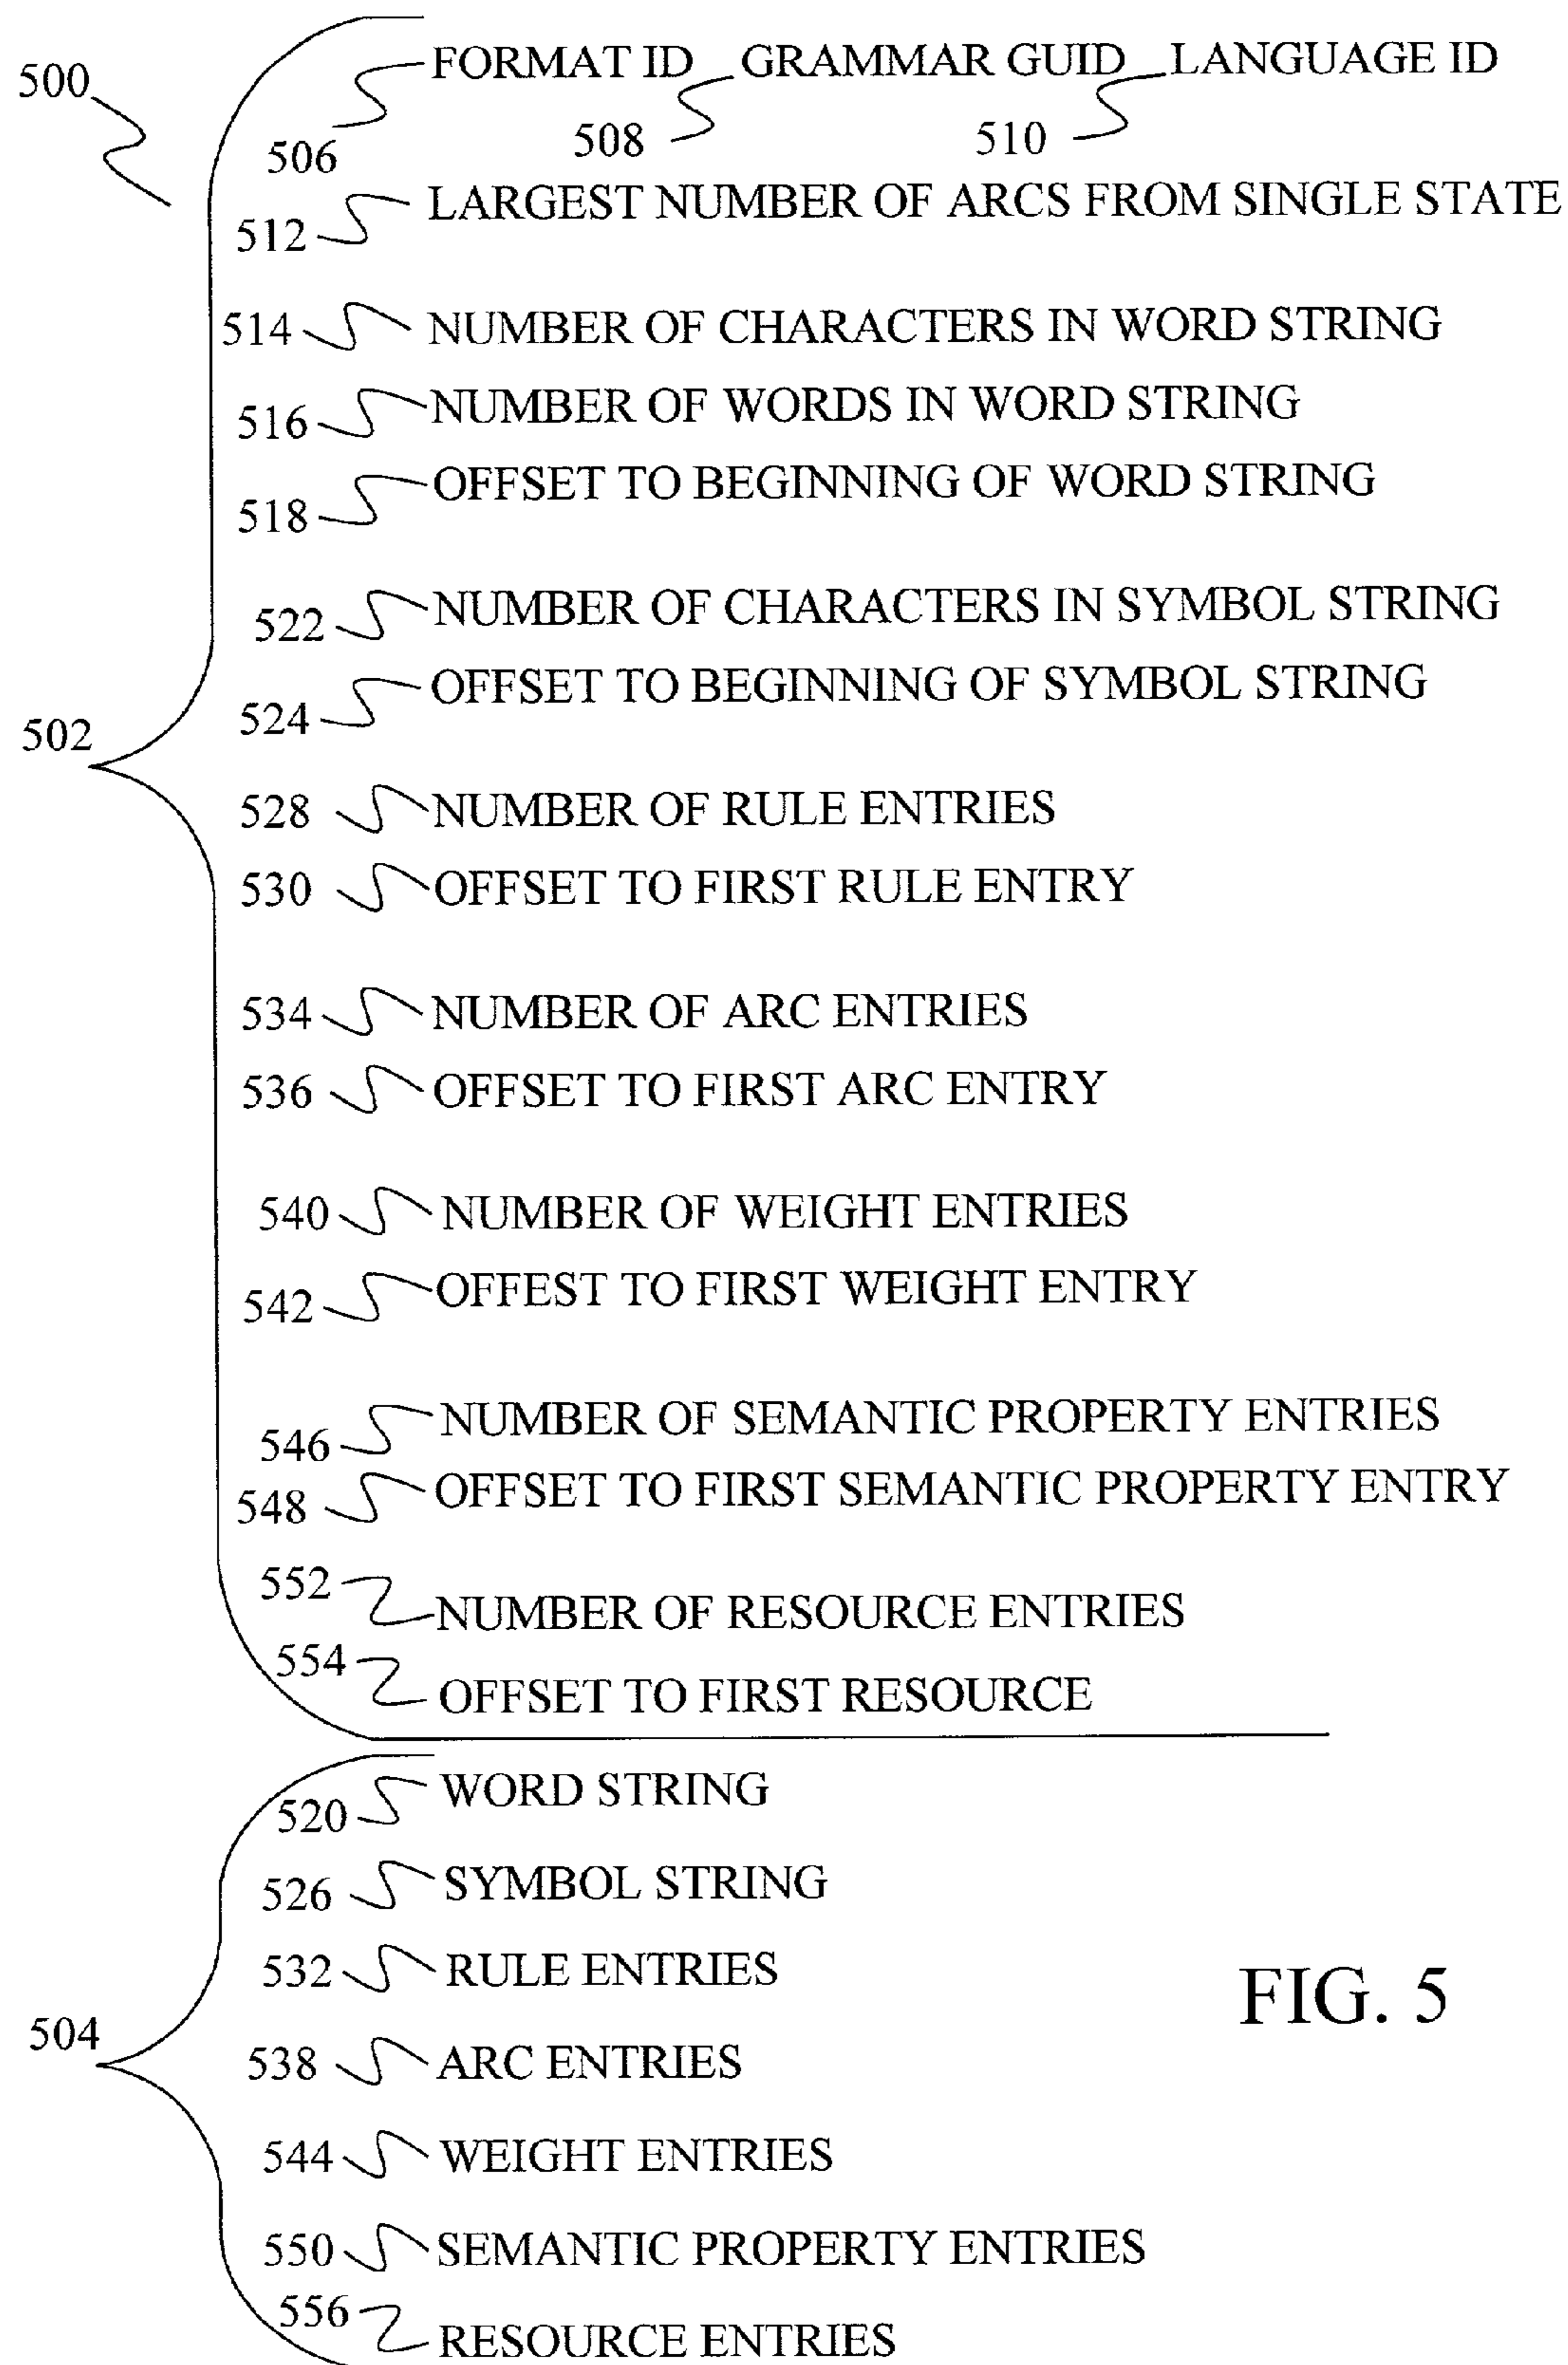 500
FORMAT ID GRAMMAR GUID LANGUAGE ID
506 508 510
512 LARGEST NUMBER OF ARCS FROM SINGLE STATE
514 NUMBER OF CHARACTERS IN WORD STRING
516 NUMBER OF WORDS IN WORD STRING
518 OFFSET TO BEGINNING OF WORD STRING
522 NUMBER OF CHARACTERS IN SYMBOL STRING
524 OFFSET TO BEGINNING OF SYMBOL STRING
502
528 NUMBER OF RULE ENTRIES
530 OFFSET TO FIRST RULE ENTRY
534 NUMBER OF ARC ENTRIES
536 OFFSET TO FIRST ARC ENTRY
540 NUMBER OF WEIGHT ENTRIES
542 OFFEST TO FIRST WEIGHT ENTRY
546 NUMBER OF SEMANTIC PROPERTY ENTRIES
548 OFFSET TO FIRST SEMANTIC PROPERTY ENTRY
552 NUMBER OF RESOURCE ENTRIES
554 OFFSET TO FIRST RESOURCE
520 WORD STRING
526 SYMBOL STRING
532 RULE ENTRIES
FIG. 5
504
538 ARC ENTRIES
544 WEIGHT ENTRIES
550 SEMANTIC PROPERTY ENTRIES
556 RESOURCE ENTRIES